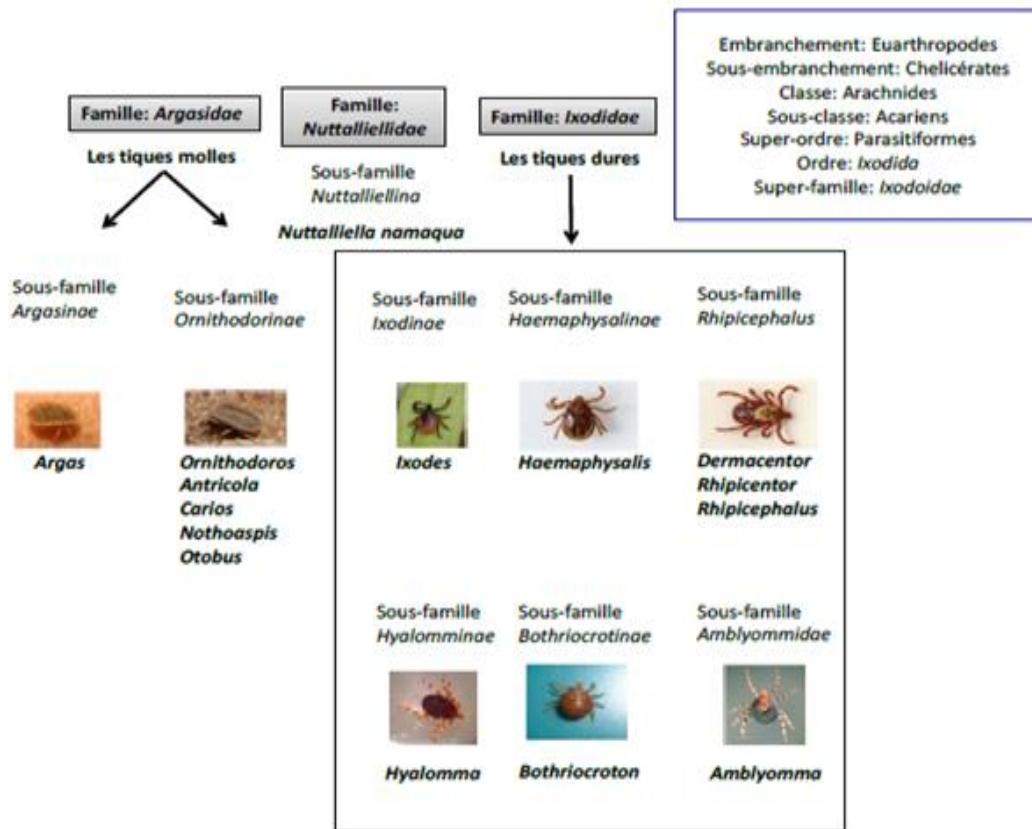 Embranchement: Euarthropodes
Sous-embranchement: Chelicérates
Classe: Arachnides
Sous-classe: Acariens
Super-ordre: Parasitiformes
Ordre: Ixodida
Super-famille: Ixodoidae
Famille: Argasidae
Les tiques molles
Famille:
Nuttalliellidae
Sous-famille
Nuttalliellina
Nuttalliella namaqua
Famille: Ixodidae
Les tiques dures
Sous-famille
Argasinae
Sous-famille
Ornithodorinae
Sous-famille
Ixodinae
Sous-famille
Haemaphysalinae
Sous-famille
Rhipicephalus
Argas
Ornithodoros
Antricola
Carios
Nothoaspis
Otobus
Ixodes
Haemaphysalis
Dermacentor
Rhipicentor
Rhipicephalus
Sous-famille
Hyalomminae
Sous-famille
Bothriocrotinae
Sous-famille
Amblyommidae
Hyalomma
Bothriocroton
Amblyomma